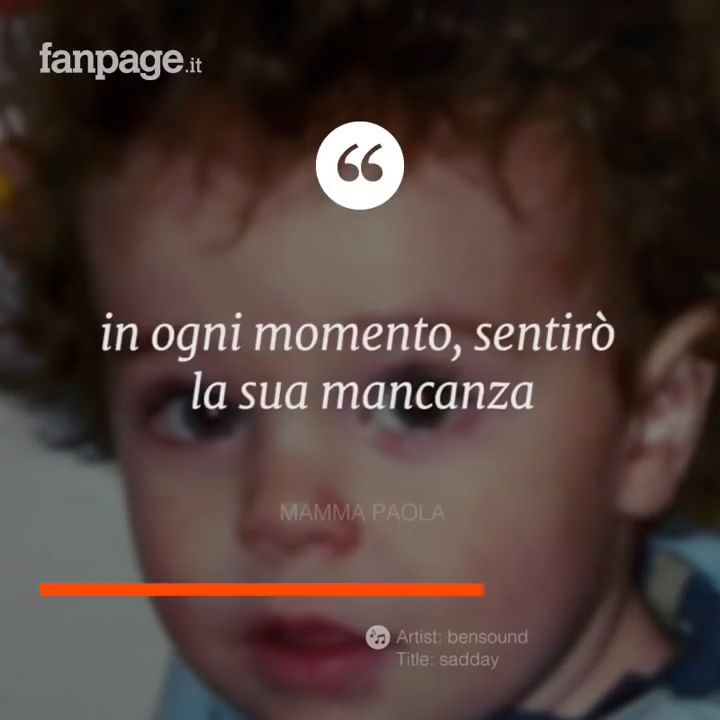 fanpage.it
“
in ogni momento, sentirò
la sua mancanza
MAMMA PAOLA
Artist: bensound
Title: sadday